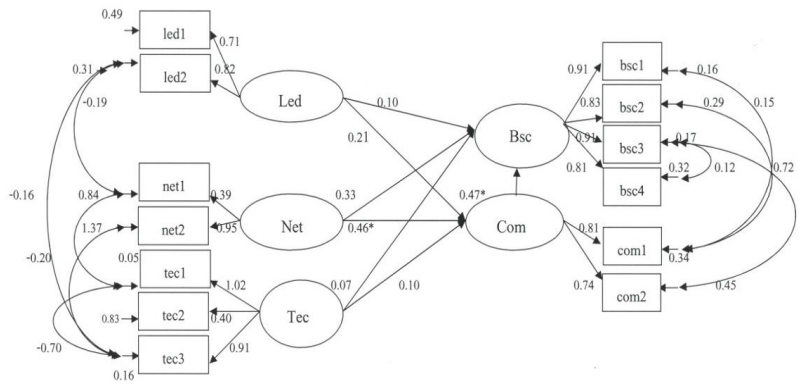 0.49
led1
0.71
bsc1
0.91
0.16
0.31
led2
0.82
Led
0.10
bsc2
0.83
0.29
0.15
-0.19
0.21
Bsc
0.91
bsc3
0.17
0.81
bsc4
0.32
0.12
0.72
-0.16
0.84
net1
0.39
0.33
0.47*
1.37
net2
0.95
Net
0.46*
Com
0.81
com1
0.34
-0.20
0.05
tec1
1.02
0.07
0.10
0.74
com2
0.45
0.83
tec2
0.40
Tec
-0.70
tec3
0.91
0.16